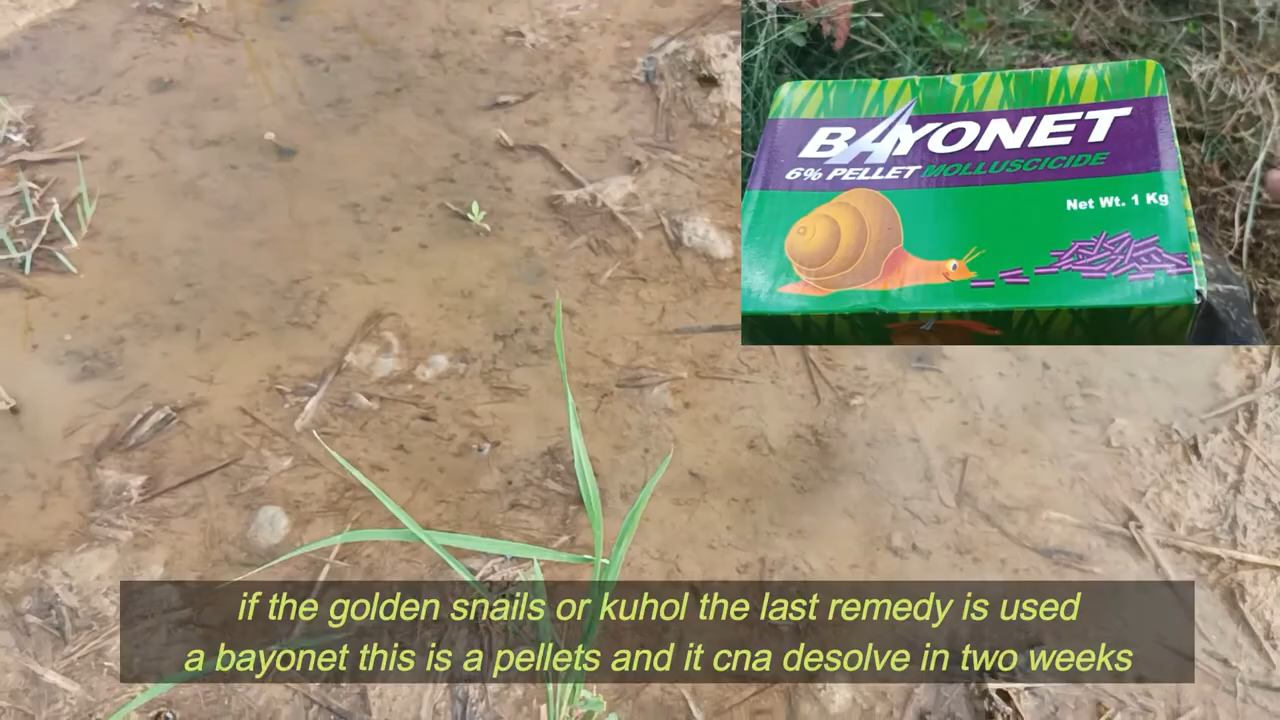 BAYONET
6% PELLET MOLLUSCICIDE
Net Wt. 1 Kg
if the golden snails or kuhol the last remedy is used
a bayonet this is a pellets and it cna desolve in two weeks